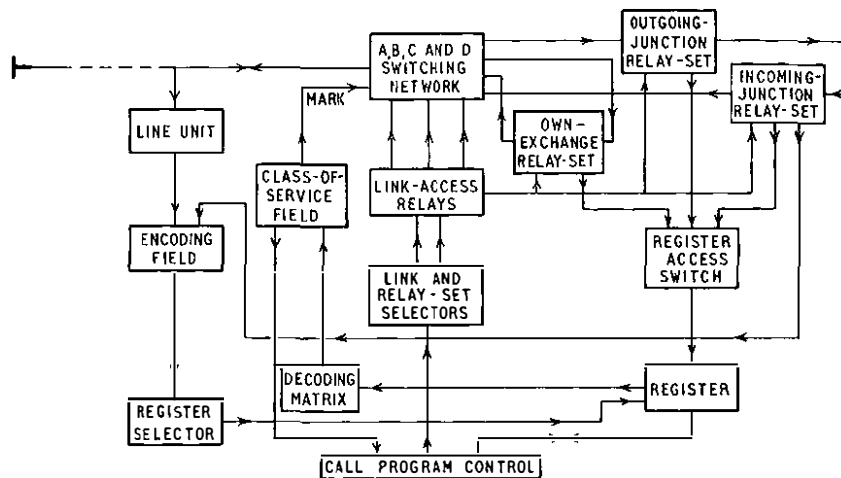 A,B,C AND D
SWITCHING
NETWORK
OUTGOING-
JUNCTION
RELAY-SET
INCOMING-
JUNCTION
RELAY-SET
MARK
LINE UNIT
OWN-
EXCHANGE
RELAY-SET
CLASS-OF-
SERVICE
FIELD
LINK-ACCESS
RELAYS
ENCODING
FIELD
REGISTER
ACCESS
SWITCH
LINK AND
RELAY-SET
SELECTORS
DECODING
MATRIX
REGISTER
REGISTER
SELECTOR
CALL PROGRAM CONTROL